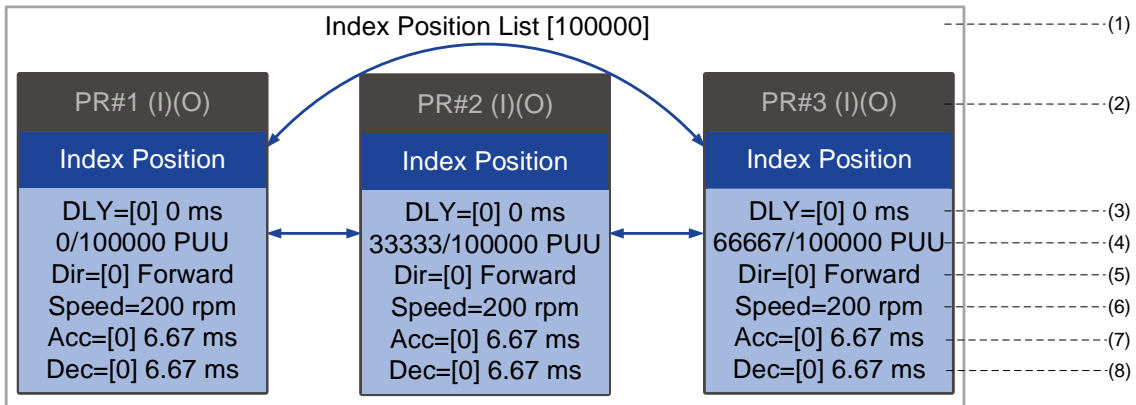 Index Position List [100000]
PR#1 (I)(O)
Index Position
DLY=[0] 0 ms
0/100000 PUU
Dir=[0] Forward
Speed=200 rpm
Acc=[0] 6.67 ms
Dec=[0] 6.67 ms
PR#2 (I)(O)
Index Position
DLY=[0] 0 ms
33333/100000 PUU
Dir=[0] Forward
Speed=200 rpm
Acc=[0] 6.67 ms
Dec=[0] 6.67 ms
PR#3 (I)(O)
Index Position
DLY=[0] 0 ms
66667/100000 PUU
Dir=[0] Forward
Speed=200 rpm
Acc=[0] 6.67 ms
Dec=[0] 6.67 ms
(1)
(2)
(3)
(4)
(5)
(6)
(7)
(8)